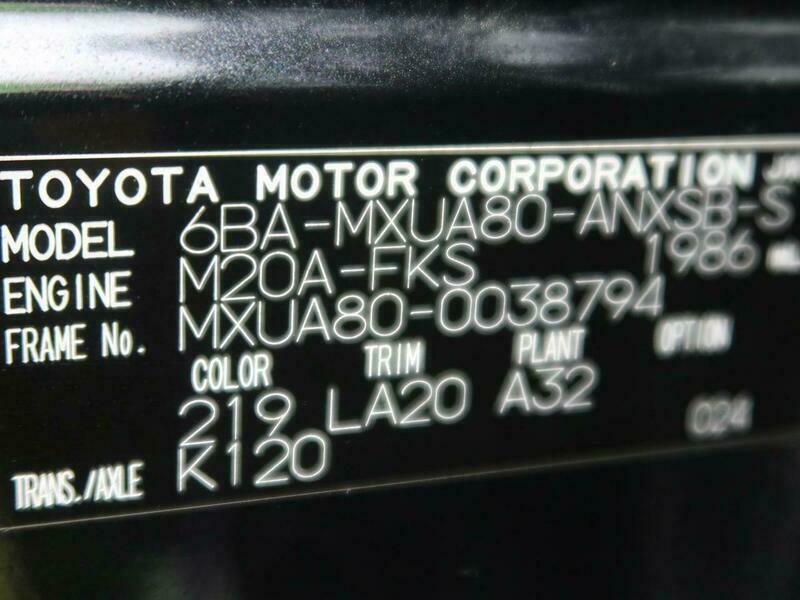 TOYOTA MOTOR CORPORATION
MODEL 6BA-MXUA80-ANXSB-S
ENGINE M20A-FKS 1986 mL
FRAME No. MXUA80-0038794
COLOR TRIM PLANT OPTION
219 LA20 A32 024
TRANS./AXLE K120